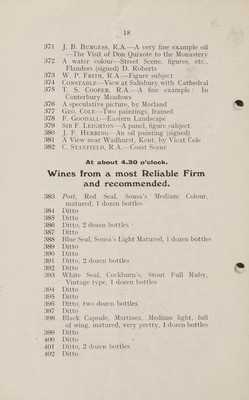 18
371 J. B. Burgess, R.A.—A very fine example oil
—The Visit of Don Quixote to the Monastery
372 A water colour—Street Scene, figures, etc.,
Flanders (signed) D. Roberts
373 W. P. Frith, R.A.—Figure subject
374 Constable—View at Salisbury with Cathedral
375 T. S. Cooper, R.A.—A fine example: In
Canterbury Meadows
376 A speculative picture, by Morland
377 Geo. Cole—Two paintings, framed
378 F. Goodall—Eastern Landscape
379 Sir F. Leighton—A panel, figure subject
380 J. F. Herring—An oil painting (signed)
381 A View near Wadhurst, Kent, by Vicat Cole
382 C. Stanfield, R.A.—Coast Scene
At about 4.30 o'clock.
Wines from a most Reliable Firm
and recommended.
383 Port, Red Seal, Sousa's Medium Colour,
matured, 1 dozen bottles
384 Ditto
385 Ditto
386 Ditto, 2 dozen bottles
387 Ditto
388 Blue Seal, Sousa's Light Matured, 1 dozen bottles
389 Ditto
390 Ditto
391 Ditto, 2 dozen bottles
392 Ditto
393 White Seal, Cockburn's, Stout Full Ruby,
Vintage type, 1 dozen bottles
394 Ditto
395 Ditto
396 Ditto, two dozen bottles
397 Ditto
398 Black Capsule, Martinez, Medium light, full
of wing, matured, very pretty, 1 dozen bottles
399 Ditto
400 Ditto
401 Ditto, 2 dozen bottles
402 Ditto